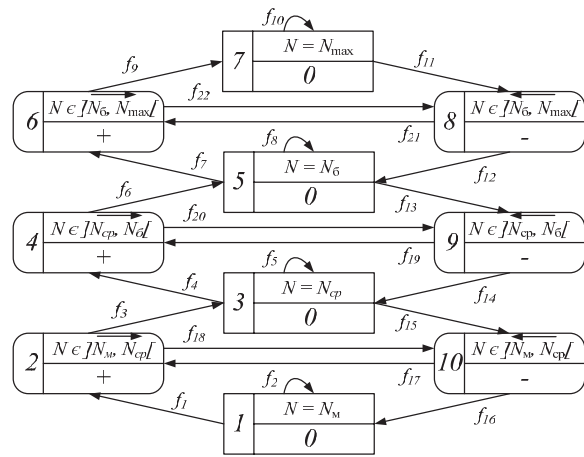 f10
7 N = Nmax
0
f9 f11
6 N ϵ ]Nб, Nmax[
+
f22
f21
8 N ϵ ]Nб, Nmax[
-
f7 f8 f12
5 N = Nб
0
f6 f13
4 N ϵ ]Nср, Nб[
+
f20
f19
9 N ϵ ]Nср, Nб[
-
f4 f5 f14
3 N = Nср
0
f3 f15
2 N ϵ ]Nм, Nср[
+
f18
f17
10 N ϵ ]Nм, Nср[
-
f1 f2 f16
1 N = Nм
0